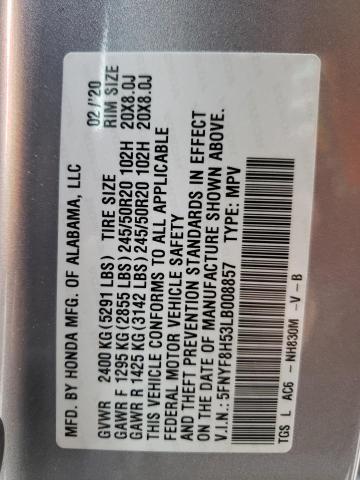 MFD. BY HONDA MFG. OF ALABAMA, LLC 02/'20
GVWR 2400 KG (5291 LBS) TIRE SIZE RIM SIZE
GAWR F 1295 KG (2855 LBS) 245/50R20 102H 20X8.0J
GAWR R 1425 KG (3142 LBS) 245/50R20 102H 20X8.0J
THIS VEHICLE CONFORMS TO ALL APPLICABLE
FEDERAL MOTOR VEHICLE SAFETY
AND THEFT PREVENTION STANDARDS IN EFFECT
ON THE DATE OF MANUFACTURE SHOWN ABOVE.
V.I.N.: 5FNYF8H53LB008857 TYPE: MPV
TGS L AC6 - NH830M -V-B